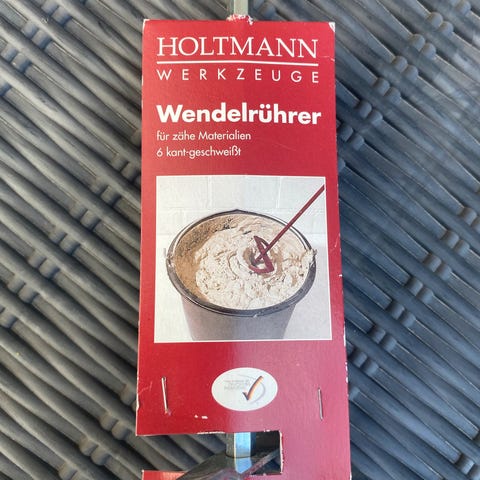 HOLTMANN
WERKZEUGE
Wendelrührer
für zähe Materialien
6 kant-geschweißt